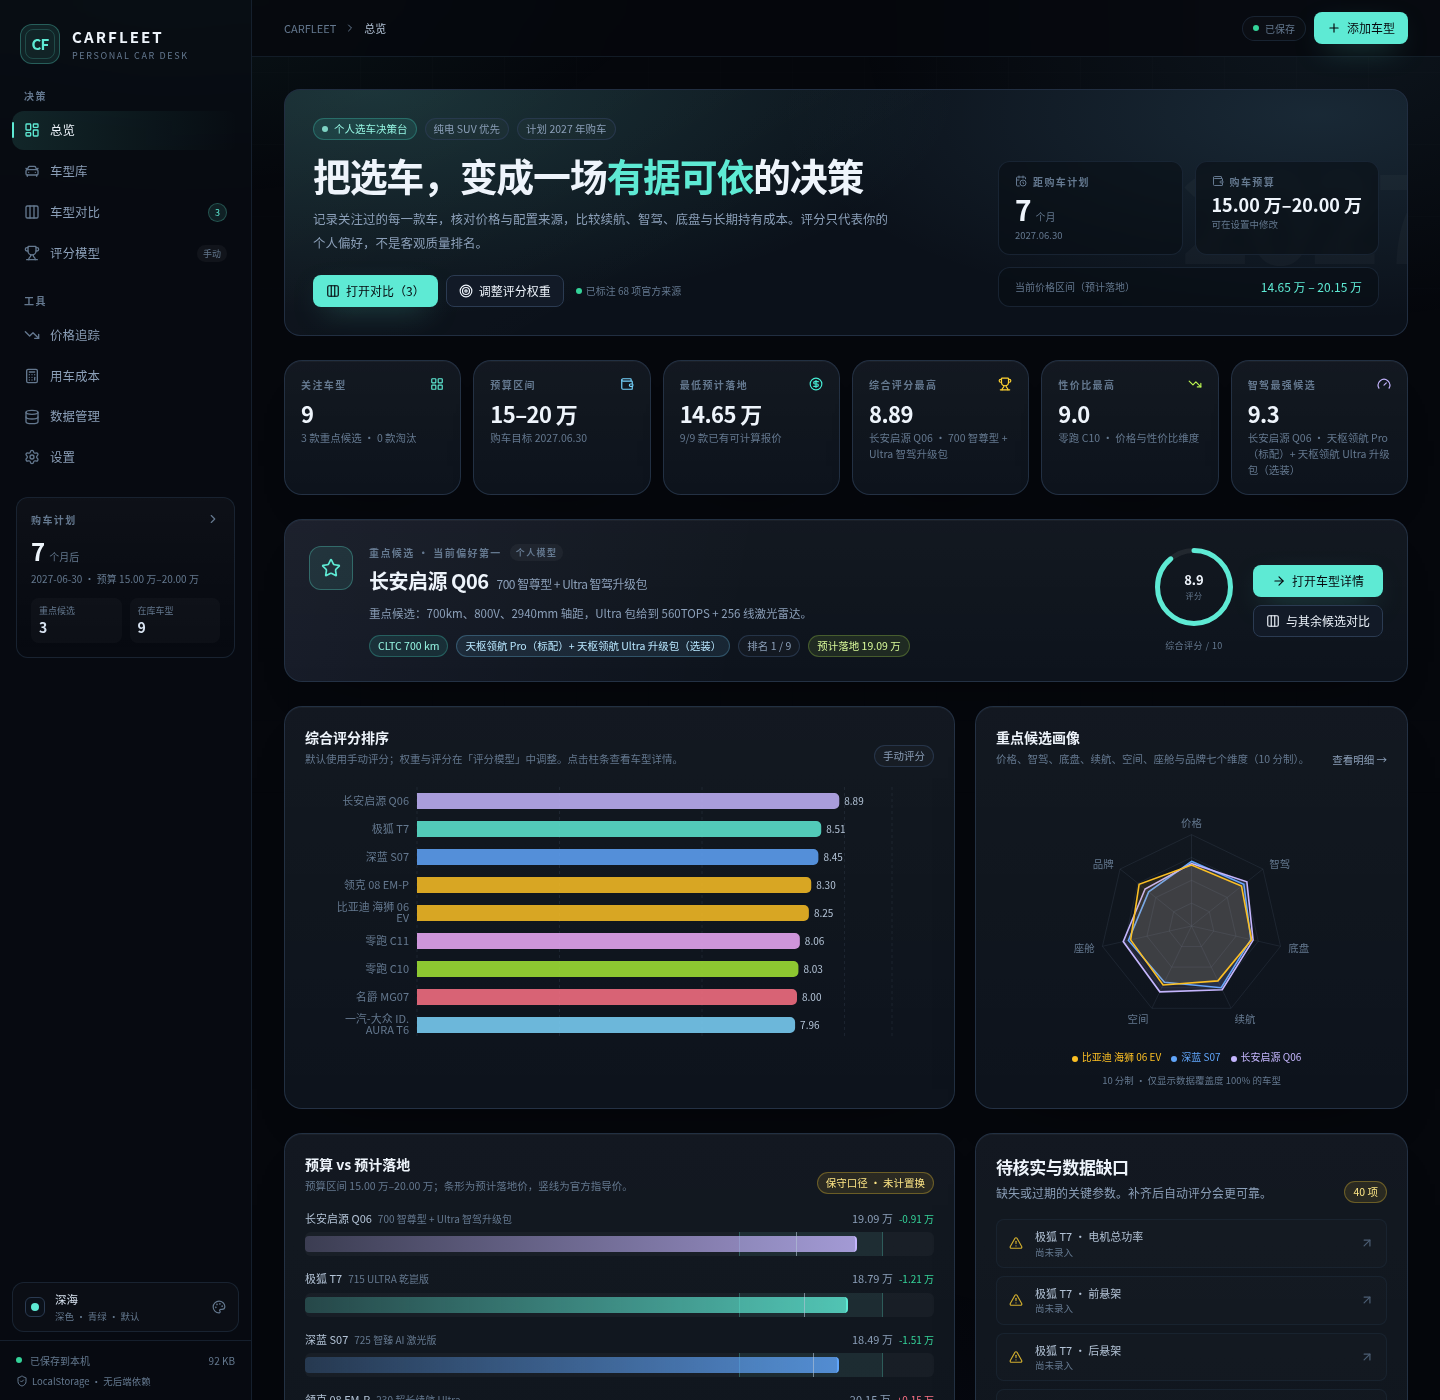 CF
CARFLEET
PERSONAL CAR DESK
决策
总览
车型库
车型对比
3
评分模型
手动
工具
价格追踪
用车成本
数据管理
设置
购车计划
7 个月后
2027-06-30 • 预算 15.00 万–20.00 万
重点候选
3
在库车型
9
深海
深色 • 青绿 • 默认
已保存到本机
92 KB
LocalStorage • 无后端依赖
CARFLEET
总览
已保存
添加车型
个人选车决策台
纯电 SUV 优先
计划 2027 年购车
把选车，变成一场有据可依的决策
记录关注过的每一款车，核对价格与配置来源，比较续航、智驾、底盘与长期持有成本。评分只代表你的
个人偏好，不是客观质量排名。
打开对比（3）
调整评分权重
已标注 68 项官方来源
距购车计划
7 个月
2027.06.30
购车预算
15.00 万–20.00 万
可在设置中修改
当前价格区间（预计落地）
14.65 万 – 20.15 万
关注车型
9
3 款重点候选 • 0 款淘汰
预算区间
15–20 万
购车目标 2027.06.30
最低预计落地
14.65 万
9/9 款已有可计算报价
综合评分最高
8.89
长安启源 Q06 • 700 智尊型 +
Ultra 智驾升级包
性价比最高
9.0
零跑 C10 • 价格与性价比维度
智驾最强候选
9.3
长安启源 Q06 • 天枢领航 Pro
（标配）+ 天枢领航 Ultra 升级
包（选装）
重点候选 • 当前偏好第一
个人模型
长安启源 Q06 700 智尊型 + Ultra 智驾升级包
重点候选：700km、800V、2940mm 轴距，Ultra 包给到 560TOPS + 256 线激光雷达。
CLTC 700 km
天枢领航 Pro（标配）+ 天枢领航 Ultra 升级包（选装）
排名 1 / 9
预计落地 19.09 万
8.9
评分
综合评分 / 10
打开车型详情
与其余候选对比
综合评分排序
默认使用手动评分；权重与评分在「评分模型」中调整。点击柱条查看车型详情。
手动评分
长安启源 Q06
8.89
极狐 T7
8.51
深蓝 S07
8.45
领克 08 EM-P
8.30
比亚迪 海狮 06
EV
8.25
零跑 C11
8.06
零跑 C10
8.03
名爵 MG07
8.00
一汽-大众 ID.
AURA T6
7.96
重点候选画像
价格、智驾、底盘、续航、空间、座舱与品牌七个维度（10 分制）。
查看明细
价格
智驾
底盘
续航
空间
座舱
品牌
比亚迪 海狮 06 EV
深蓝 S07
长安启源 Q06
10 分制 • 仅显示数据覆盖度 100% 的车型
预算 vs 预计落地
预算区间 15.00 万–20.00 万；条形为预计落地价，竖线为官方指导价。
保守口径 • 未计置换
长安启源 Q06 700 智尊型 + Ultra 智驾升级包
19.09 万 -0.91 万
极狐 T7 715 ULTRA 乾崑版
18.79 万 -1.21 万
深蓝 S07 725 智臻 AI 激光版
18.49 万 -1.51 万
领克 08 EM-P 230 超长续航 Ultra
20.15 万 +0.15 万
待核实与数据缺口
缺失或过期的关键参数。补齐后自动评分会更可靠。
40 项
极狐 T7 • 电机总功率
尚未录入
极狐 T7 • 前悬架
尚未录入
极狐 T7 • 后悬架
尚未录入